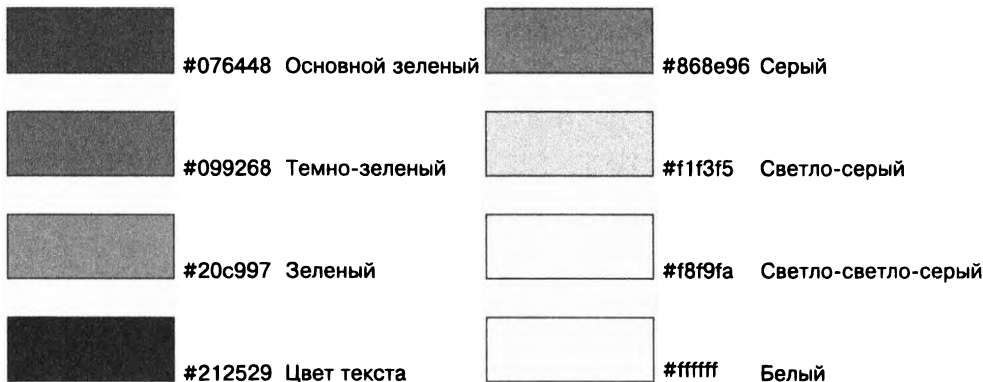 #076448 Основной зеленый
#868e96 Серый
#099268 Темно-зеленый
#f1f3f5 Светло-серый
#20c997 Зеленый
#f8f9fa Светло-светло-серый
#212529 Цвет текста
#ffffff Белый